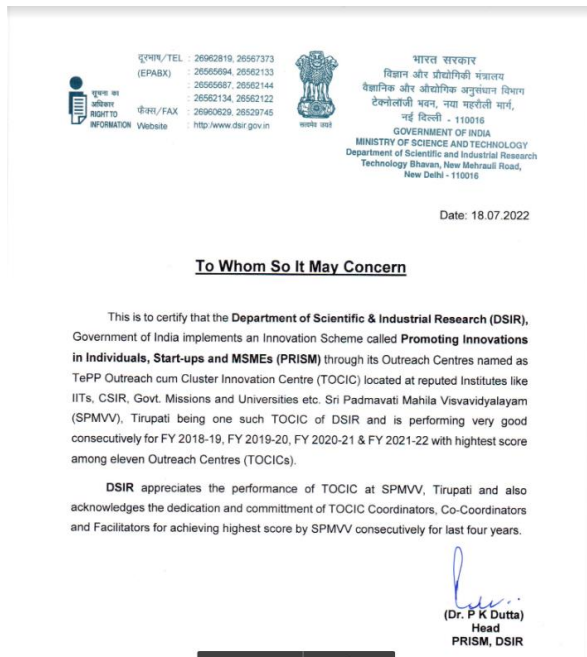 दूरभाष/TEL : 26962819, 26567373
(EPABX) : 26565694, 26562133
: 26565687, 26562144
: 26562134, 26562122
फैक्स/FAX : 26960629, 26529745
Website : http:/www.dsir.gov.in
सूचना का
अधिकार
RIGHT TO
INFORMATION
सत्यमेव जयते
भारत सरकार
विज्ञान और प्रौद्योगिकी मंत्रालय
वैज्ञानिक और औद्योगिक अनुसंधान विभाग
टेक्नोलॉजी भवन, नया महरौली मार्ग,
नई दिल्ली - 110016
GOVERNMENT OF INDIA
MINISTRY OF SCIENCE AND TECHNOLOGY
Department of Scientific and Industrial Research
Technology Bhavan, New Mehrauli Road,
New Delhi - 110016
Date: 18.07.2022
To Whom So It May Concern
This is to certify that the Department of Scientific & Industrial Research (DSIR),
Government of India implements an Innovation Scheme called Promoting Innovations
in Individuals, Start-ups and MSMEs (PRISM) through its Outreach Centres named as
TePP Outreach cum Cluster Innovation Centre (TOCIC) located at reputed Institutes like
IITs, CSIR, Govt. Missions and Universities etc. Sri Padmavati Mahila Visvavidyalayam
(SPMVV), Tirupati being one such TOCIC of DSIR and is performing very good
consecutively for FY 2018-19, FY 2019-20, FY 2020-21 & FY 2021-22 with hightest score
among eleven Outreach Centres (TOCICs).
DSIR appreciates the performance of TOCIC at SPMVV, Tirupati and also
acknowledges the dedication and committment of TOCIC Coordinators, Co-Coordinators
and Facilitators for achieving highest score by SPMVV consecutively for last four years.
(Dr. P K Dutta)
Head
PRISM, DSIR